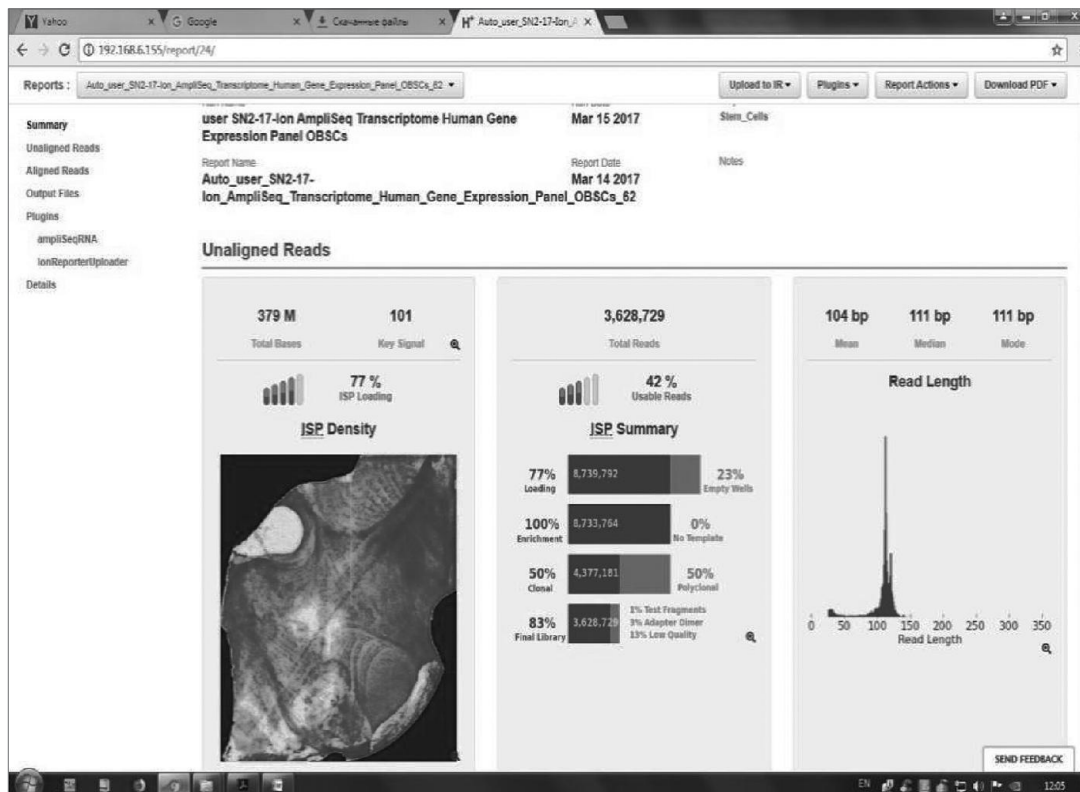 Yahoo
Google
Скачанные файлы
Auto_user_SN2-17-Ion_A
192.168.6.155/report/24/
Reports :
Auto_user_SN2-17-Ion_AmpliSeq_Transcriptome_Human_Gene_Expression_Panel_OBSCs_62
Upload to IR
Plugins
Report Actions
Download PDF
Summary
Unaligned Reads
Aligned Reads
Output Files
Plugins
ampliSeqRNA
IonReporterUploader
Details
user SN2-17-Ion AmpliSeq Transcriptome Human Gene
Expression Panel OBSCs
Mar 15 2017
Stem_Cells
Report Name
Auto_user_SN2-17-
Ion_AmpliSeq_Transcriptome_Human_Gene_Expression_Panel_OBSCs_62
Report Date
Mar 14 2017
Notes
Unaligned Reads
379 M
Total Bases
101
Key Signal
77 %
ISP Loading
ISP Density
3,628,729
Total Reads
42 %
Usable Reads
ISP Summary
77%
Loading
8,739,792
23%
Empty Wells
100%
Enrichment
8,733,764
0%
No Template
50%
Clonal
4,377,181
50%
Polyclonal
83%
Final Library
3,628,729
1% Test Fragments
3% Adapter Dimer
13% Low Quality
104 bp
Mean
111 bp
Median
111 bp
Mode
Read Length
0 50 100 150 200 250 300 350
Read Length
SEND FEEDBACK
EN
12:05